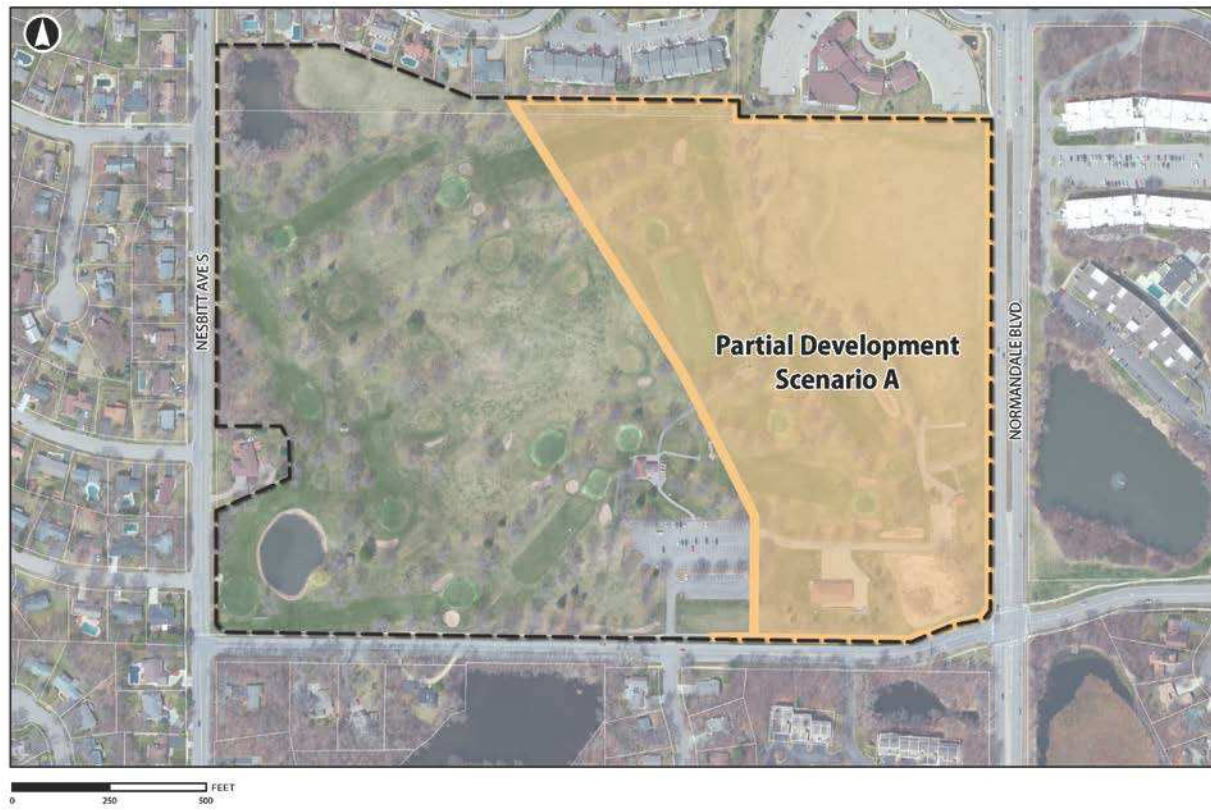 NESBITT AVE S
Partial Development
Scenario A
NORMANDALE BLVD.
FEET
0 250 500